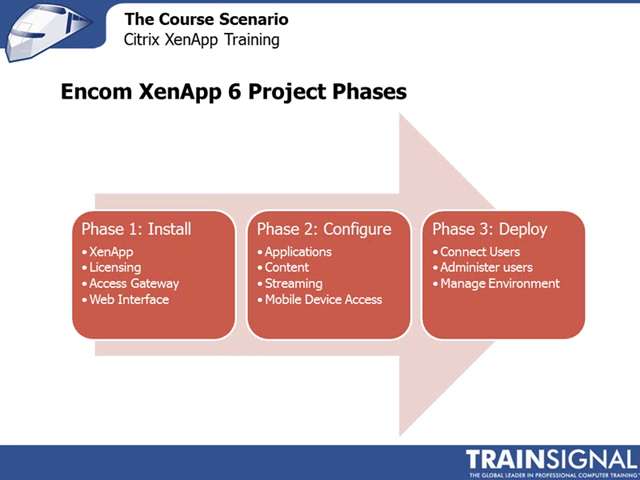 The Course Scenario
Citrix XenApp Training
Encom XenApp 6 Project Phases
Phase 1: Install
• XenApp
• Licensing
• Access Gateway
• Web Interface
Phase 2: Configure
• Applications
• Content
• Streaming
• Mobile Device Access
Phase 3: Deploy
• Connect Users
• Administer users
• Manage Environment
TRAINSIGNAL
THE GLOBAL LEADER IN PROFESSIONAL COMPUTER TRAINING